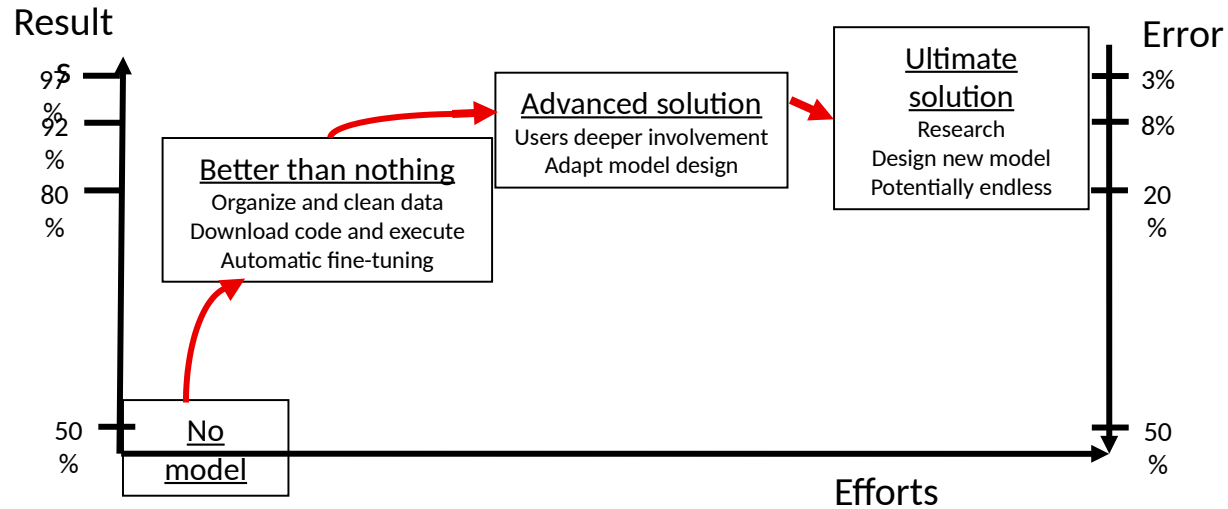 Result
s
97
%
92
%
80
%
50
%
No
model
Better than nothing
Organize and clean data
Download code and execute
Automatic fine-tuning
Advanced solution
Users deeper involvement
Adapt model design
Ultimate
solution
Research
Design new model
Potentially endless
Error
3%
8%
20
%
50
%
Efforts